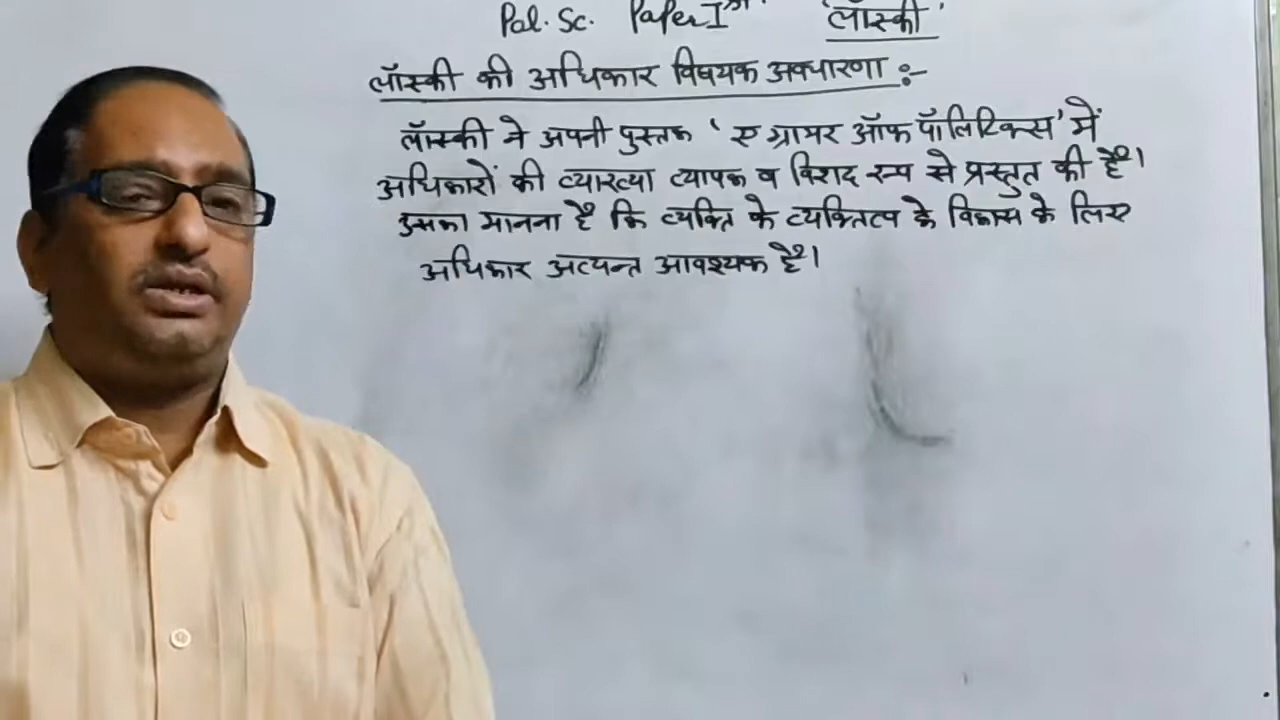 Pol. Sc. Paper I 'लॉस्की'
लॉस्की की अधिकार विषयक अवधारणा :-
लॉस्की ने अपनी पुस्तक 'ए ग्रामर ऑफ पॉलिटिक्स' में
अधिकारों की व्याख्या व्यापक व विशद रूप से प्रस्तुत की है।
उसका मानना है कि व्यक्ति के व्यक्तित्व के विकास के लिए
अधिकार अत्यन्त आवश्यक है।